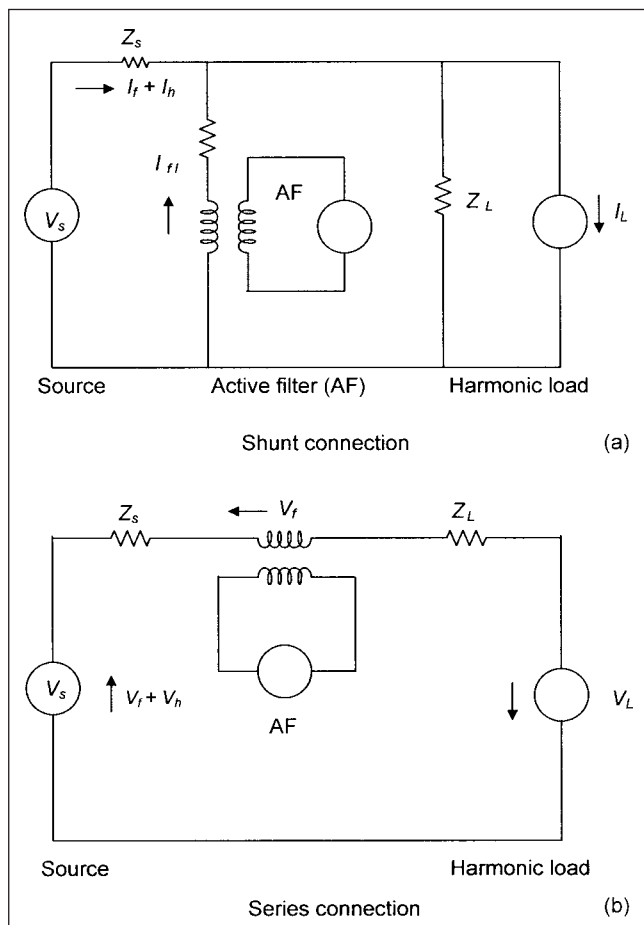 Z_s
I_f + I_h
I_fl
AF
V_s
Z_L
I_L
Source Active filter (AF) Harmonic load
Shunt connection (a)
V_f
Z_s Z_L
V_s V_f + V_h
AF
V_L
Source Harmonic load
Series connection (b)